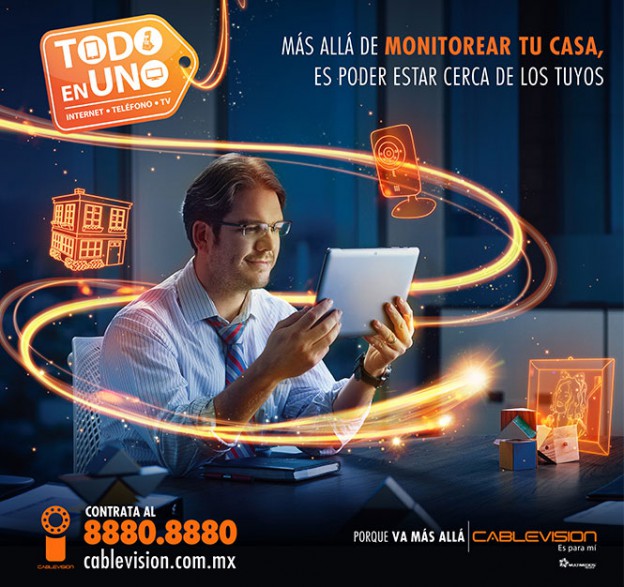 TODO
EN UNO
INTERNET • TELÉFONO • TV
MÁS ALLÁ DE MONITOREAR TU CASA,
ES PODER ESTAR CERCA DE LOS TUYOS
CONTRATA AL
8880.8880
cablevision.com.mx
CABLEVISION
PORQUE VA MÁS ALLÁ
CABLEVISION
Es para mí
MULTIMEDIOS